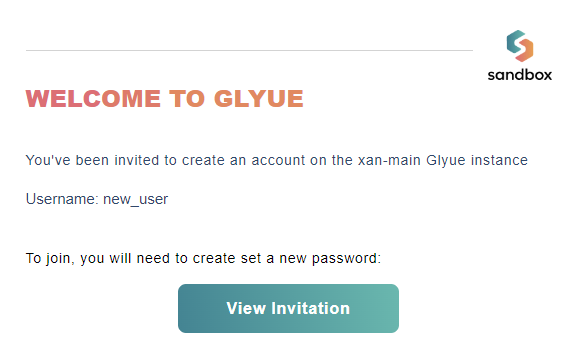 sandbox
WELCOME TO GLYUE
You've been invited to create an account on the xan-main Glyue instance
Username: new_user
To join, you will need to create set a new password:
View Invitation